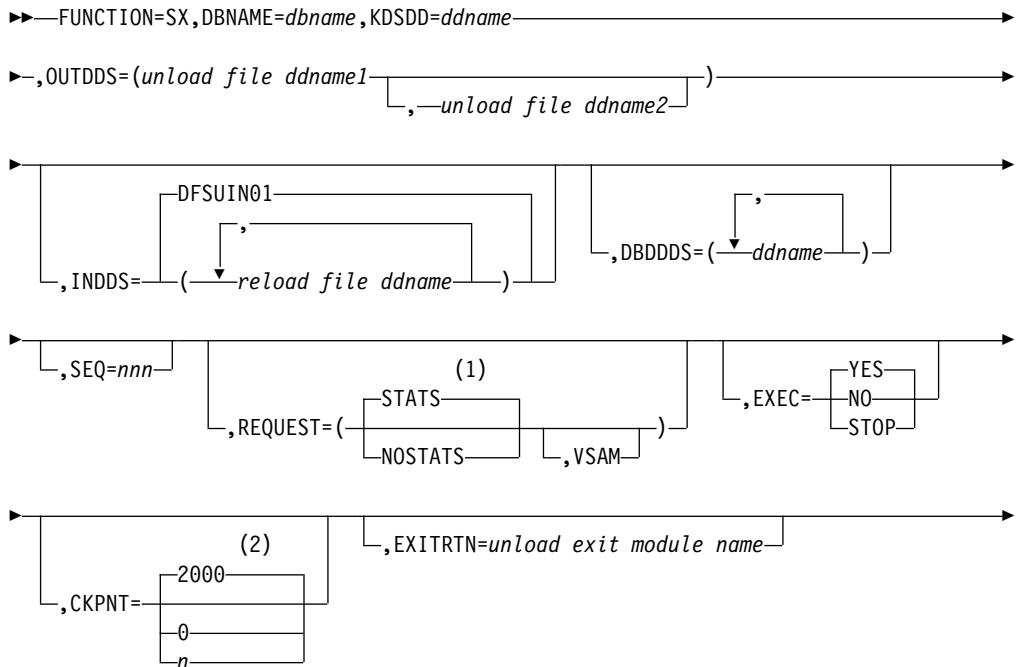 FUNCTION=SX,DBNAME=dbname,KDSDD=ddname
,OUTDDS=(unload file ddname1 )
, unload file ddname2
DFSUIN01
, ,
,INDDS= ( reload file ddname ) ,DBDDDS=( ddname )
,SEQ=nnn (1) YES
STATS ,EXEC= NO
,REQUEST=( ) STOP
NOSTATS ,VSAM
(2) ,EXITRTN=unload exit module name
2000
,CKPNT=
0
n